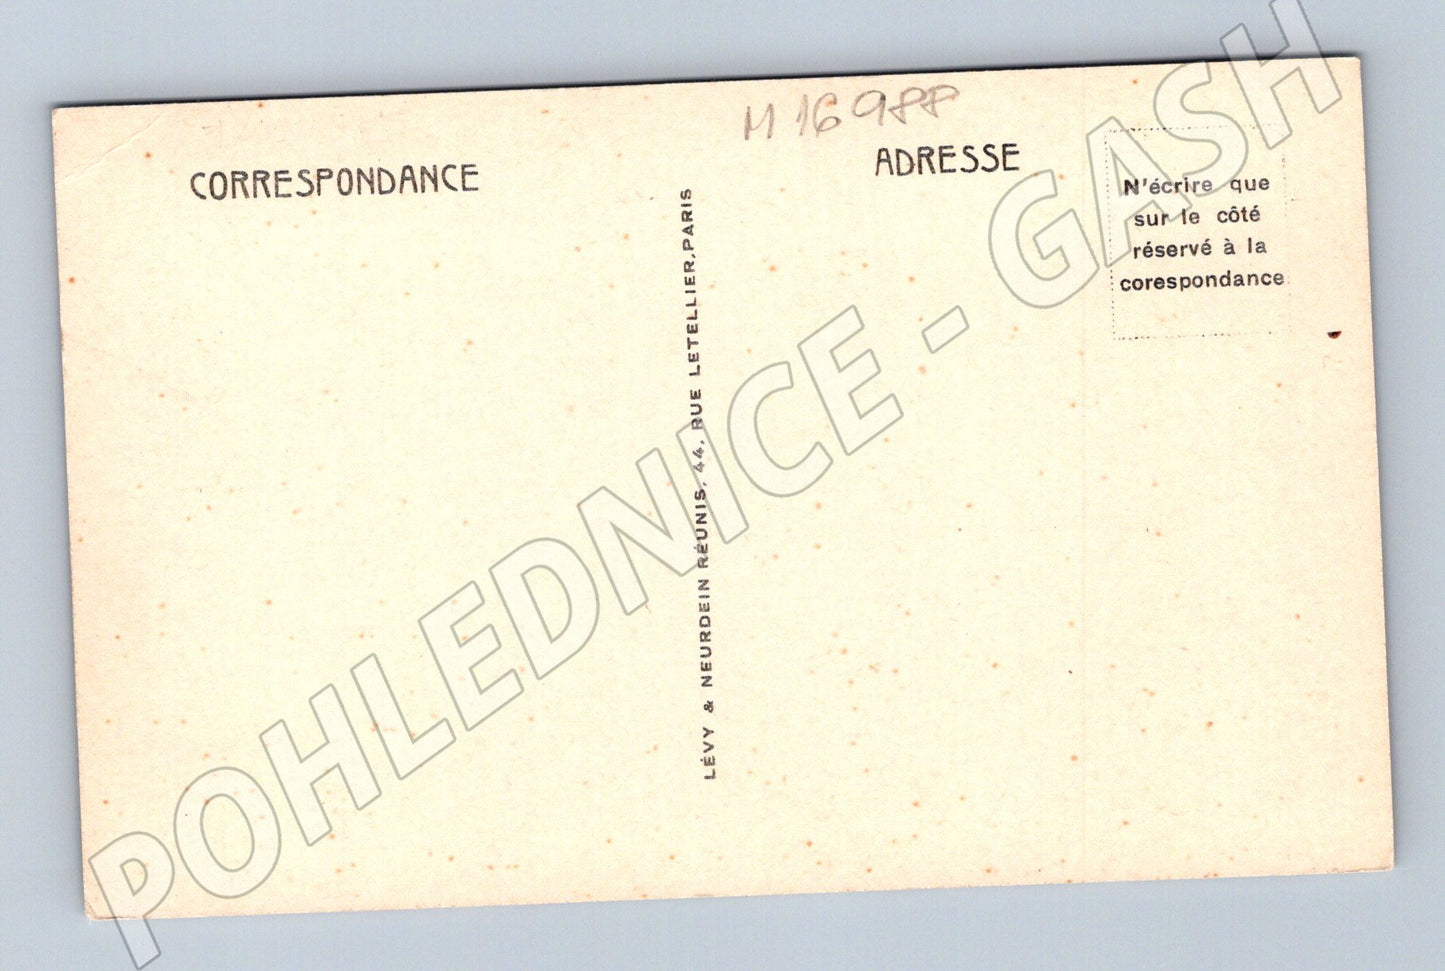 M 16988
CORRESPONDANCE
ADRESSE
N'écrire que
sur le côté
réservé à la
corespondance
LÉVY & NEURDEIN RÉUNIS, 44, RUE LETELLIER, PARIS
POHLEDNICE - GASH